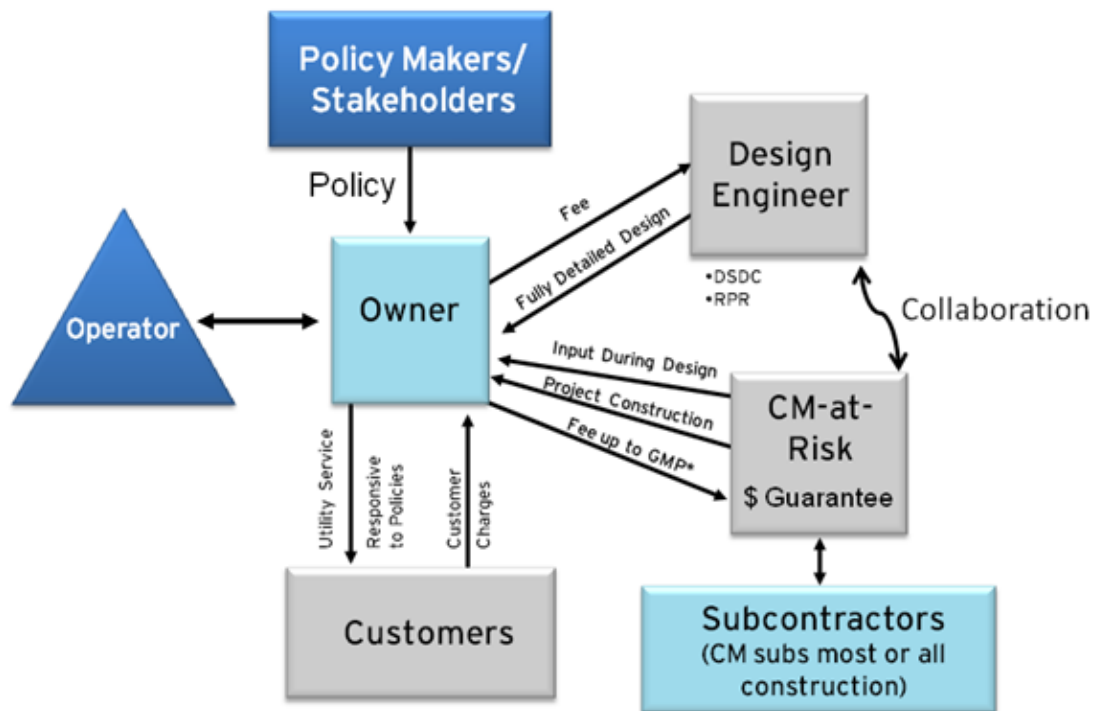 Policy Makers/
Stakeholders
Policy
Design
Engineer
•DSDC
•RPR
Fee
Fully Detailed Design
Owner
Operator
Collaboration
Input During Design
Project Construction
Fee up to GMP*
CM-at-
Risk
$ Guarantee
Utility Service
Responsive
to Policies
Customer
Charges
Customers
Subcontractors
(CM subs most or all
construction)